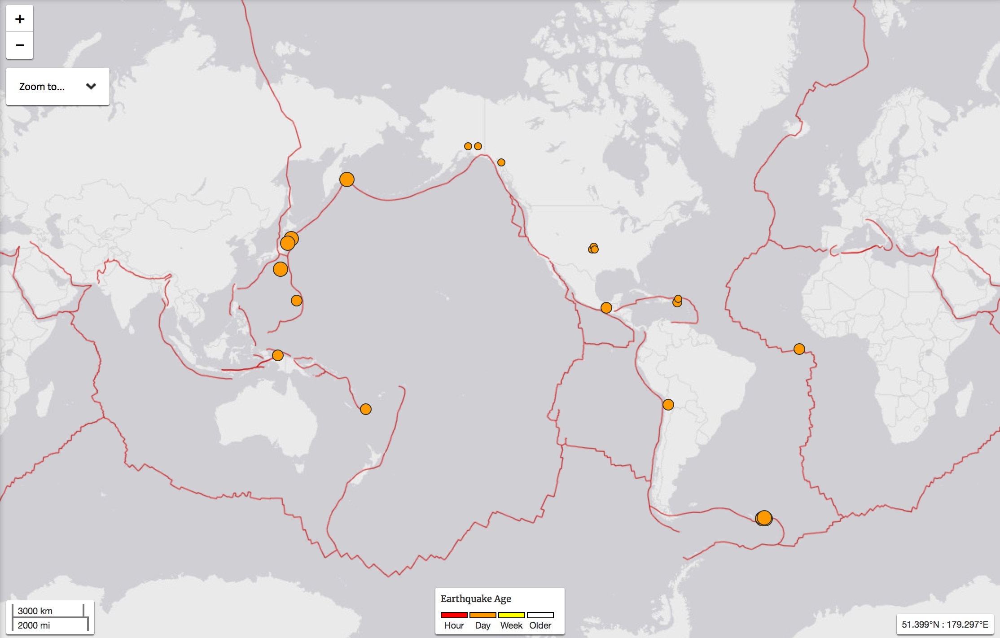 +
−
Zoom to...
3000 km
2000 mi
Earthquake Age
Hour Day Week Older
51.399°N : 179.297°E